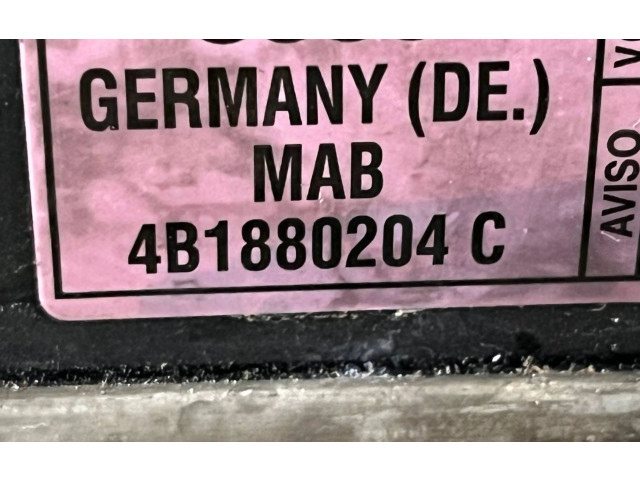 GERMANY (DE.)
MAB
4B1880204 C
AVISO
V